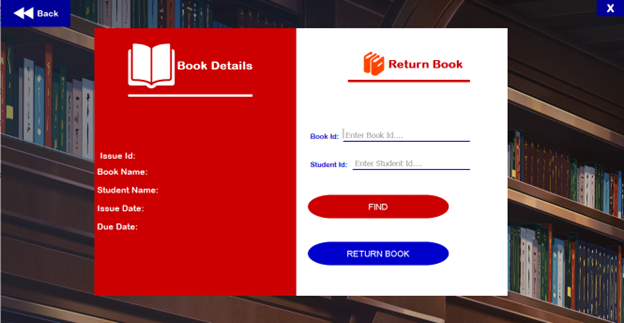 Back
X
Book Details
Issue Id:
Book Name:
Student Name:
Issue Date:
Due Date:
Return Book
Book Id: Enter Book Id....
Student Id: Enter Student Id....
FIND
RETURN BOOK